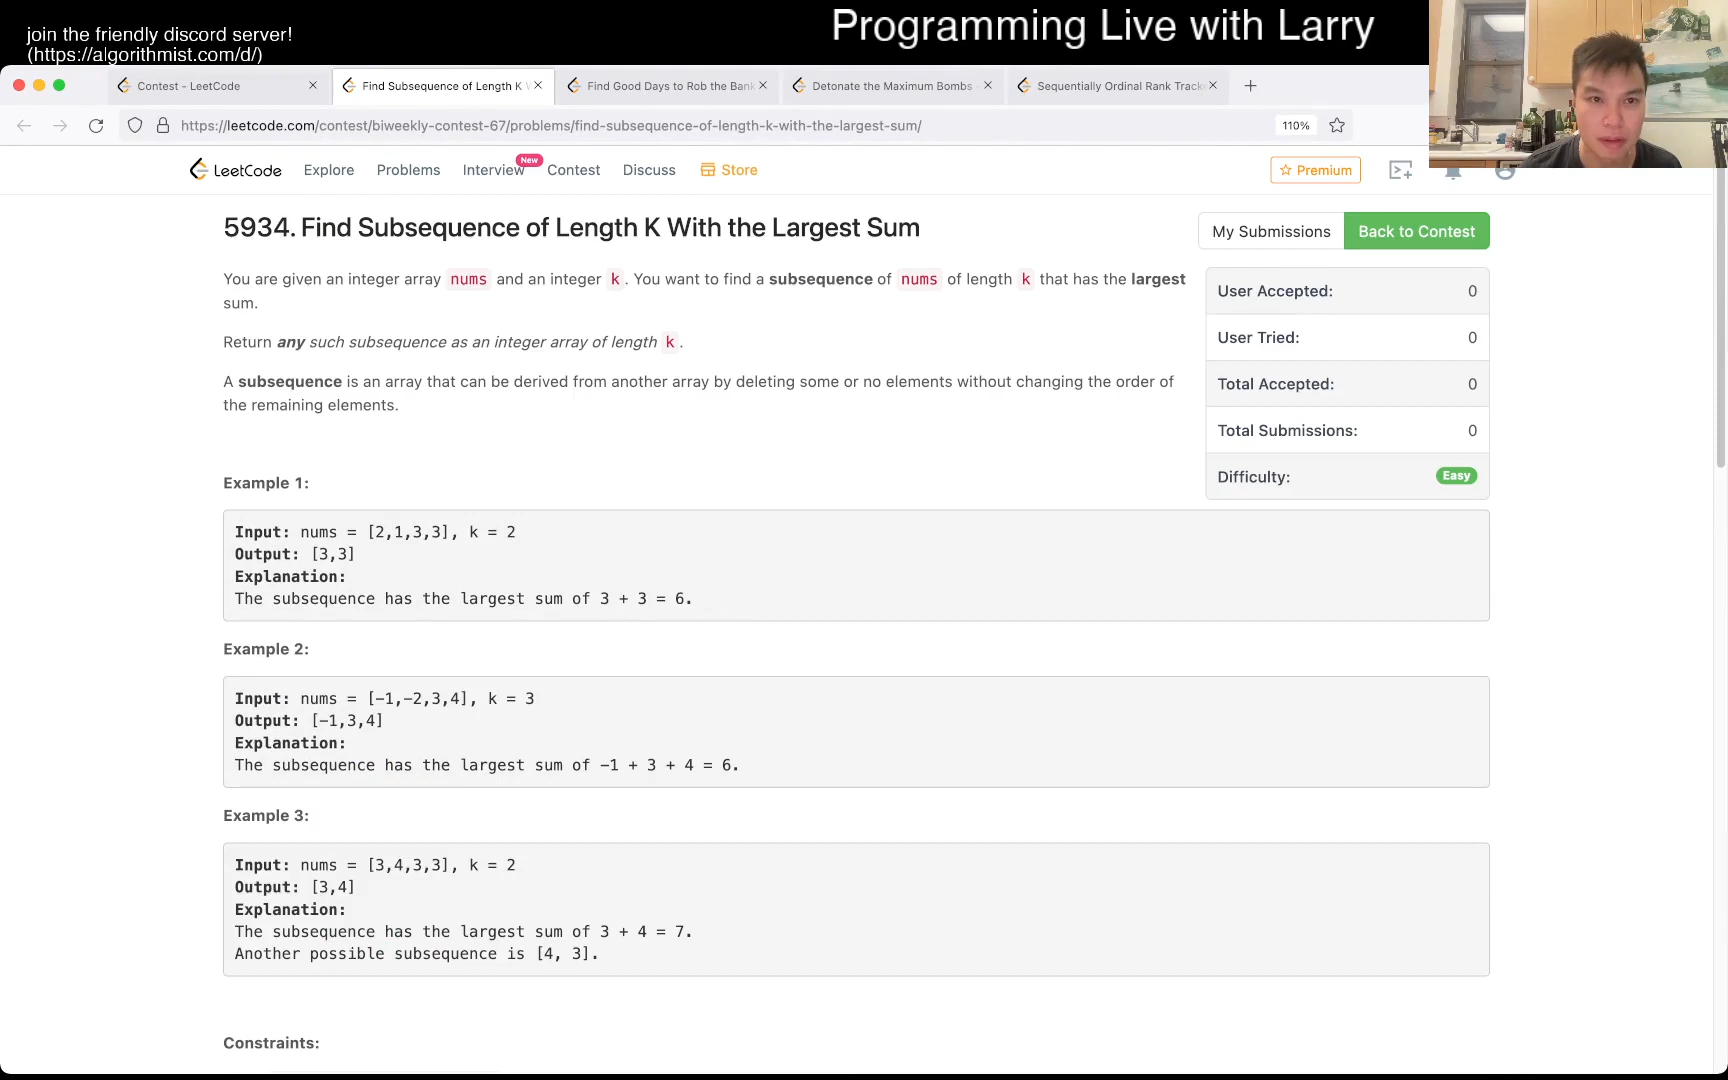 join the friendly discord server!
(https://algorithmist.com/d/)
Programming Live with Larry
Contest - LeetCode
Find Subsequence of Length K W
Find Good Days to Rob the Bank
Detonate the Maximum Bombs -
Sequentially Ordinal Rank Tracke
https://leetcode.com/contest/biweekly-contest-67/problems/find-subsequence-of-length-k-with-the-largest-sum/
110%
LeetCode
Explore
Problems
Interview
New
Contest
Discuss
Store
Premium
5934. Find Subsequence of Length K With the Largest Sum
My Submissions
Back to Contest
You are given an integer array nums and an integer k. You want to find a subsequence of nums of length k that has the largest
sum.
Return any such subsequence as an integer array of length k.
A subsequence is an array that can be derived from another array by deleting some or no elements without changing the order of
the remaining elements.
User Accepted: 0
User Tried: 0
Total Accepted: 0
Total Submissions: 0
Difficulty: Easy
Example 1:
Input: nums = [2,1,3,3], k = 2
Output: [3,3]
Explanation:
The subsequence has the largest sum of 3 + 3 = 6.
Example 2:
Input: nums = [-1,-2,3,4], k = 3
Output: [-1,3,4]
Explanation:
The subsequence has the largest sum of -1 + 3 + 4 = 6.
Example 3:
Input: nums = [3,4,3,3], k = 2
Output: [3,4]
Explanation:
The subsequence has the largest sum of 3 + 4 = 7.
Another possible subsequence is [4, 3].
Constraints: